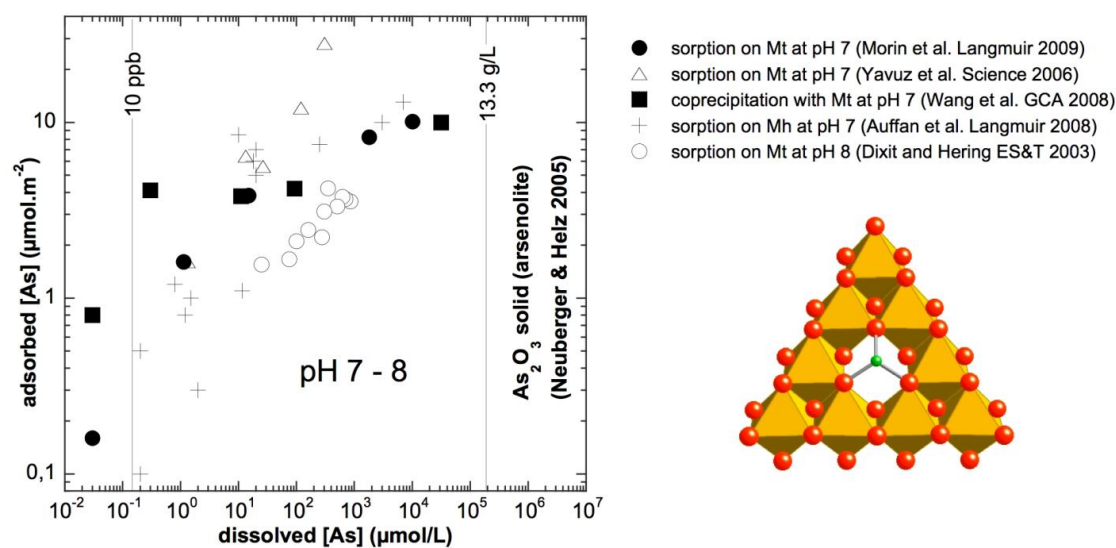 adsorbed [As] (µmol.m⁻²)
10
1
0,1
10 ppb
13.3 g/L
As₂O₃ solid (arsenolite)
(Neuberger & Helz 2005)
pH 7 - 8
10⁻² 10⁻¹ 10⁰ 10¹ 10² 10³ 10⁴ 10⁵ 10⁶ 10⁷
dissolved [As] (µmol/L)
sorption on Mt at pH 7 (Morin et al. Langmuir 2009)
sorption on Mt at pH 7 (Yavuz et al. Science 2006)
coprecipitation with Mt at pH 7 (Wang et al. GCA 2008)
sorption on Mh at pH 7 (Auffan et al. Langmuir 2008)
sorption on Mt at pH 8 (Dixit and Hering ES&T 2003)